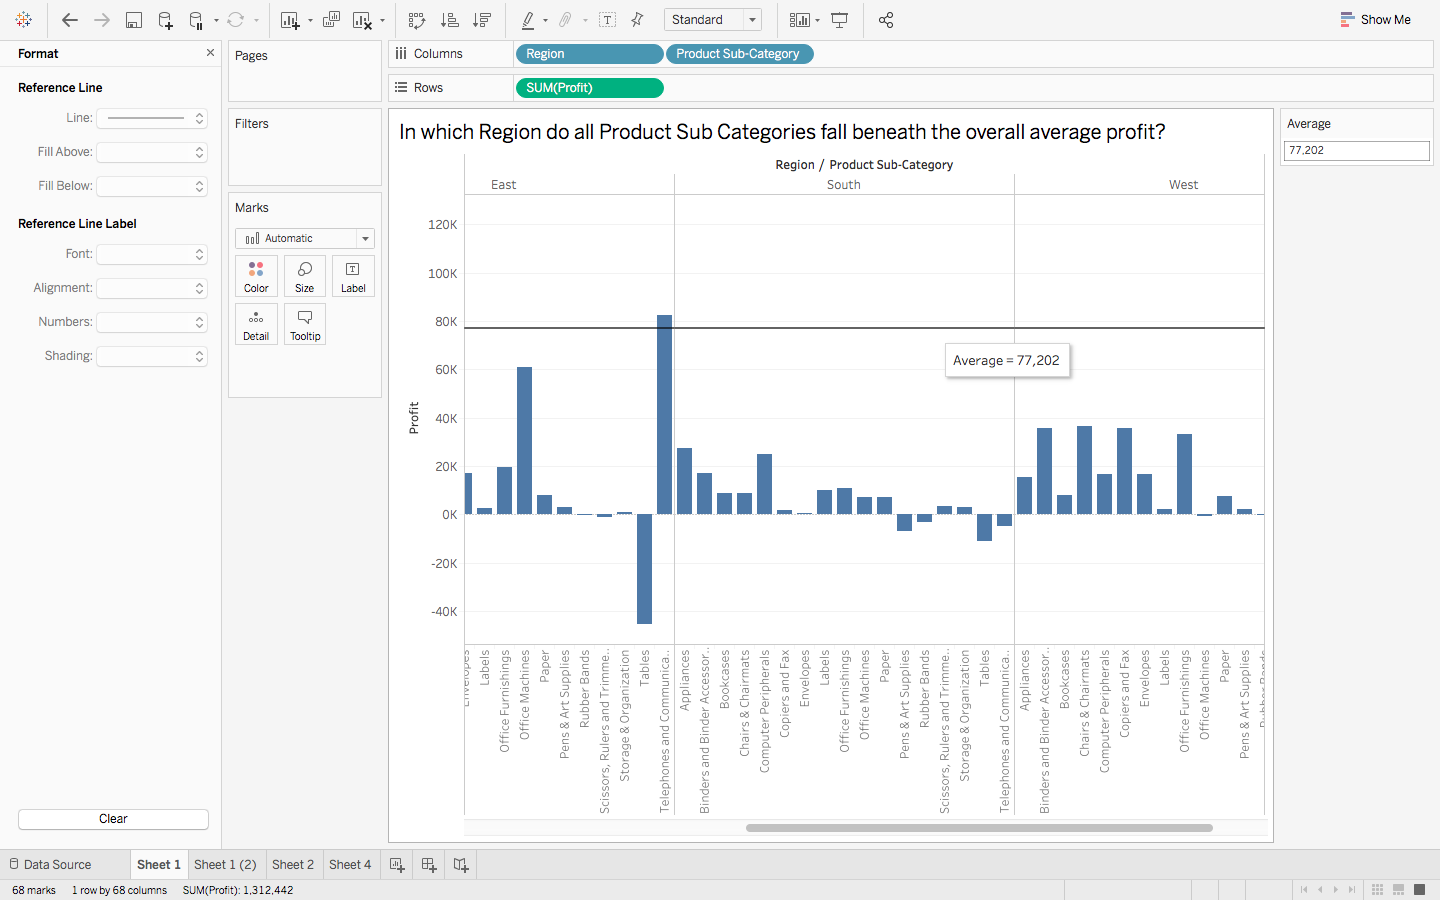 Standard
Show Me
Format
Reference Line
Line:
Fill Above:
Fill Below:
Reference Line Label
Font:
Alignment:
Numbers:
Shading:
Clear
Pages
Filters
Marks
Automatic
Color
Size
Label
Detail
Tooltip
Columns
Region
Product Sub-Category
Rows
SUM(Profit)
In which Region do all Product Sub Categories fall beneath the overall average profit?
Region / Product Sub-Category
East
South
West
Profit
120K
100K
80K
60K
40K
20K
0K
-20K
-40K
Average = 77,202
Envelopes
Labels
Office Furnishings
Office Machines
Paper
Pens & Art Supplies
Rubber Bands
Scissors, Rulers and Trimme..
Storage & Organization
Tables
Telephones and Communica..
Appliances
Binders and Binder Accessor..
Bookcases
Chairs & Chairmats
Computer Peripherals
Copiers and Fax
Envelopes
Labels
Office Furnishings
Office Machines
Paper
Pens & Art Supplies
Rubber Bands
Scissors, Rulers and Trimme..
Storage & Organization
Tables
Telephones and Communica..
Appliances
Binders and Binder Accessor..
Bookcases
Chairs & Chairmats
Computer Peripherals
Copiers and Fax
Envelopes
Labels
Office Furnishings
Office Machines
Paper
Pens & Art Supplies
Average
77,202
Data Source
Sheet 1
Sheet 1 (2)
Sheet 2
Sheet 4
68 marks
1 row by 68 columns
SUM(Profit): 1,312,442